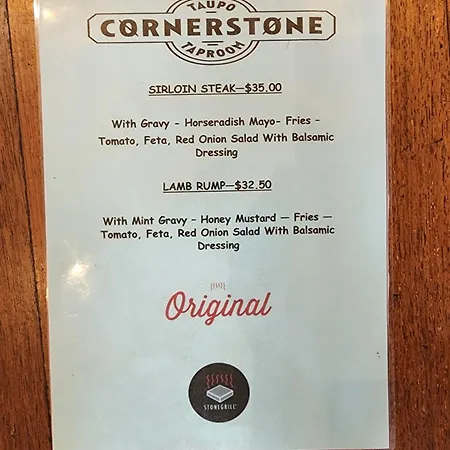 TAUPO
CØRNERSTØNE
TAPROOM
SIRLOIN STEAK—$35.00
With Gravy - Horseradish Mayo- Fries -
Tomato, Feta, Red Onion Salad With Balsamic
Dressing
LAMB RUMP—$32.50
With Mint Gravy - Honey Mustard — Fries —
Tomato, Feta, Red Onion Salad With Balsamic
Dressing
Original
STONEGRILL